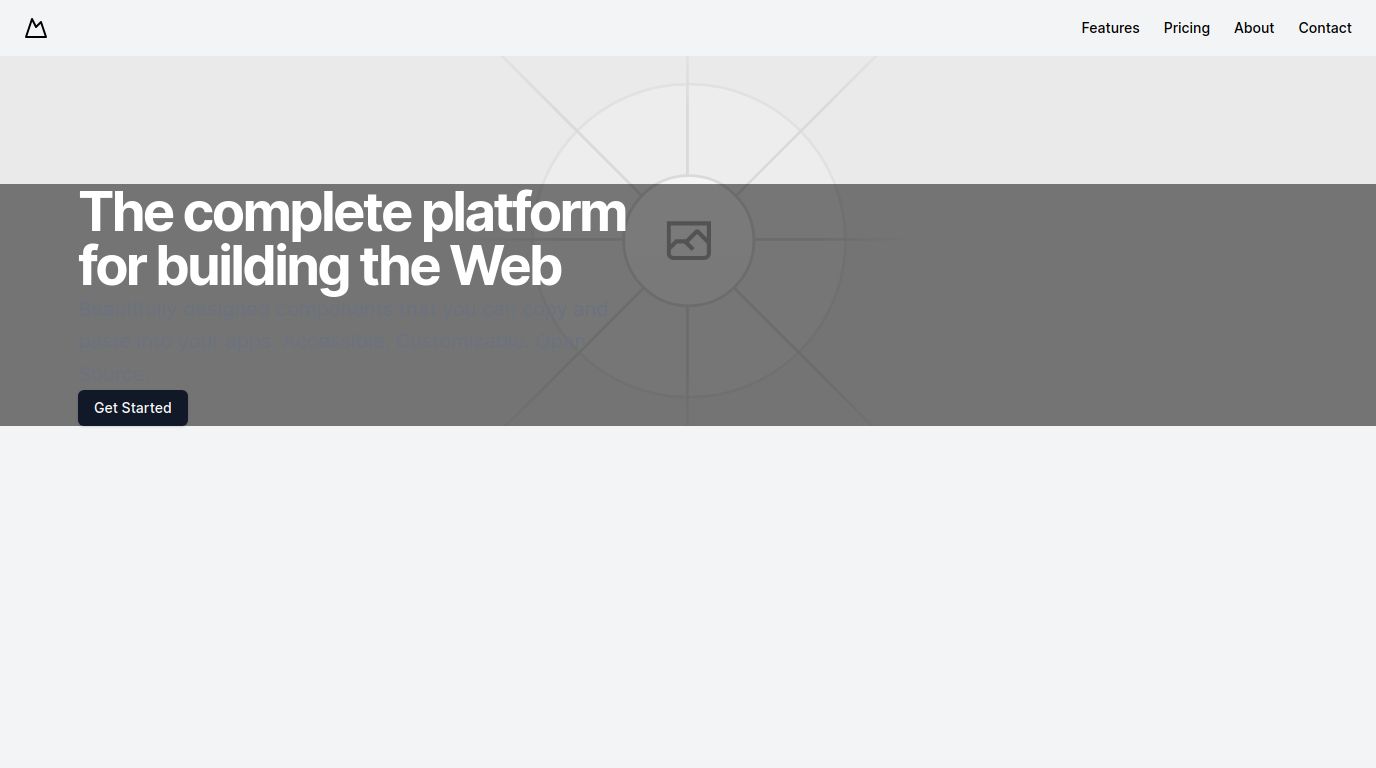 Features
Pricing
About
Contact
The complete platform
for building the Web
Beautifully designed components that you can copy and
paste into your apps. Accessible. Customizable. Open
Source.
Get Started